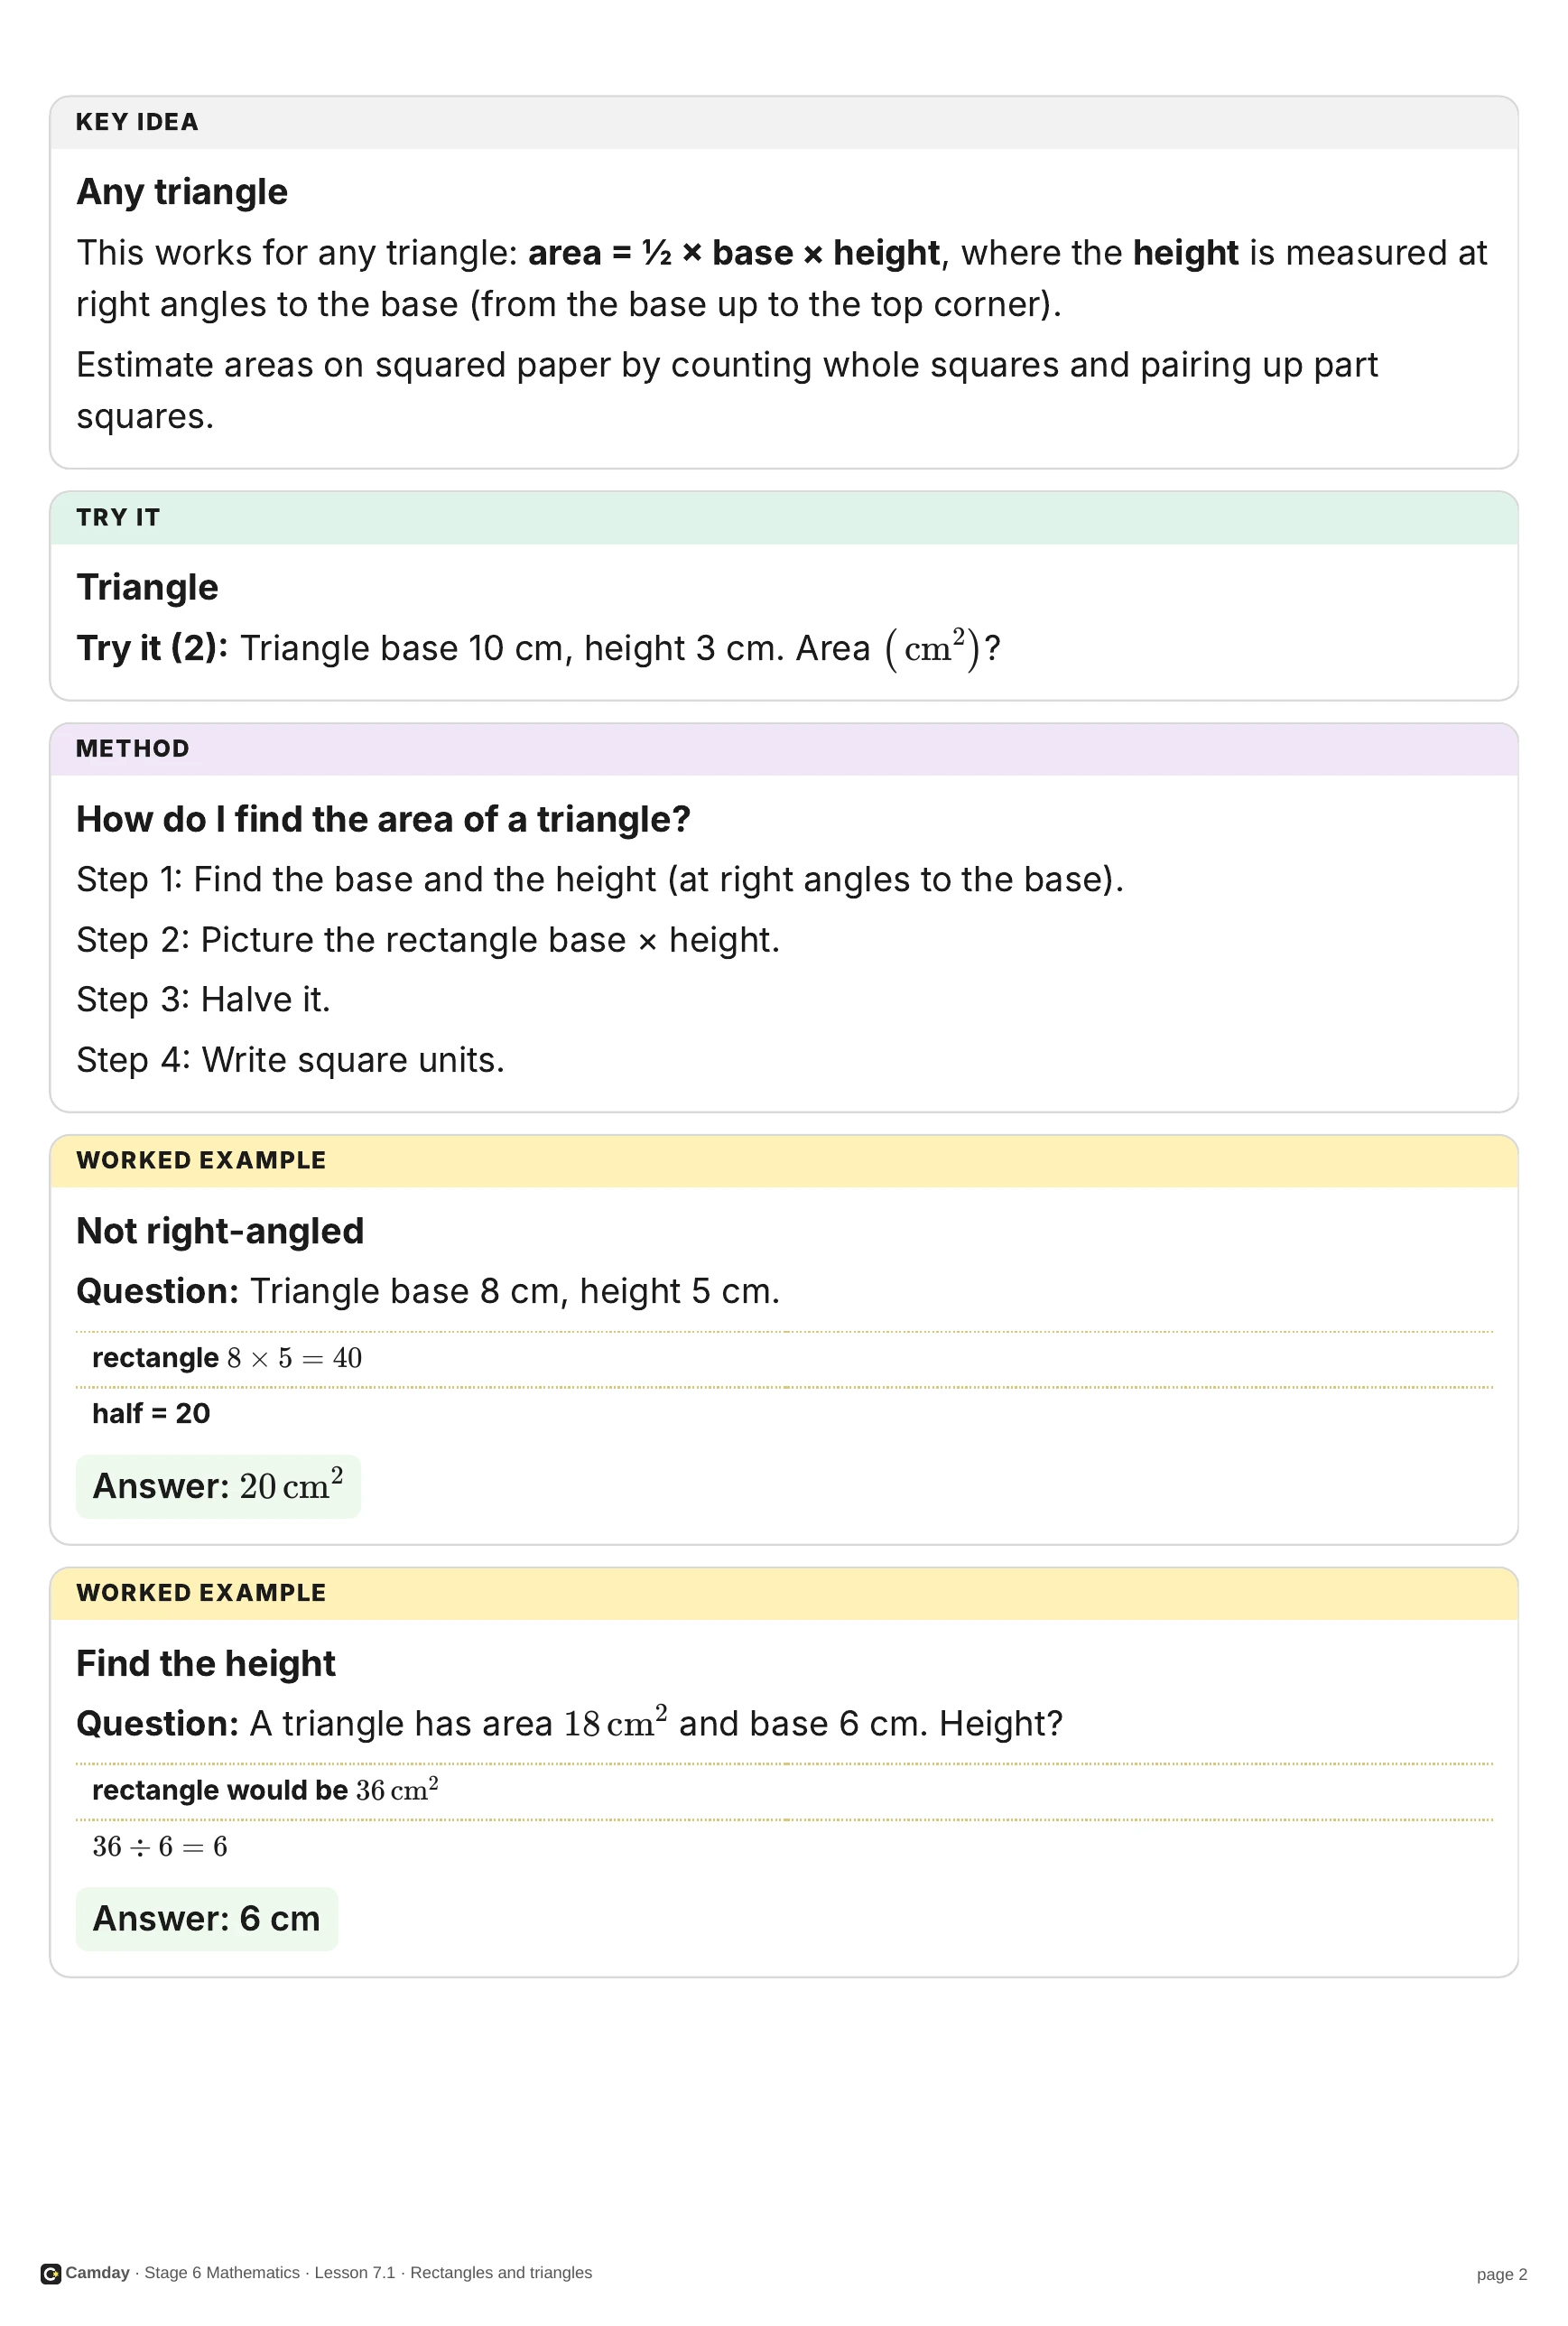 KEY IDEA
Any triangle
This works for any triangle: area = ½ × base × height, where the height is measured at
right angles to the base (from the base up to the top corner).
Estimate areas on squared paper by counting whole squares and pairing up part
squares.
TRY IT
Triangle
Try it (2): Triangle base 10 cm, height 3 cm. Area (cm²)?
METHOD
How do I find the area of a triangle?
Step 1: Find the base and the height (at right angles to the base).
Step 2: Picture the rectangle base × height.
Step 3: Halve it.
Step 4: Write square units.
WORKED EXAMPLE
Not right-angled
Question: Triangle base 8 cm, height 5 cm.
rectangle 8 × 5 = 40
half = 20
Answer: 20 cm²
WORKED EXAMPLE
Find the height
Question: A triangle has area 18 cm² and base 6 cm. Height?
rectangle would be 36 cm²
36 ÷ 6 = 6
Answer: 6 cm
Camday · Stage 6 Mathematics · Lesson 7.1 · Rectangles and triangles
page 2